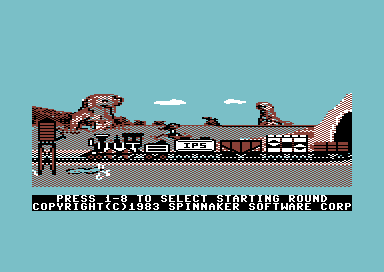 IPS
PRESS 1-8 TO SELECT STARTING ROUND
COPYRIGHT(C)1983 SPINNAKER SOFTWARE CORP